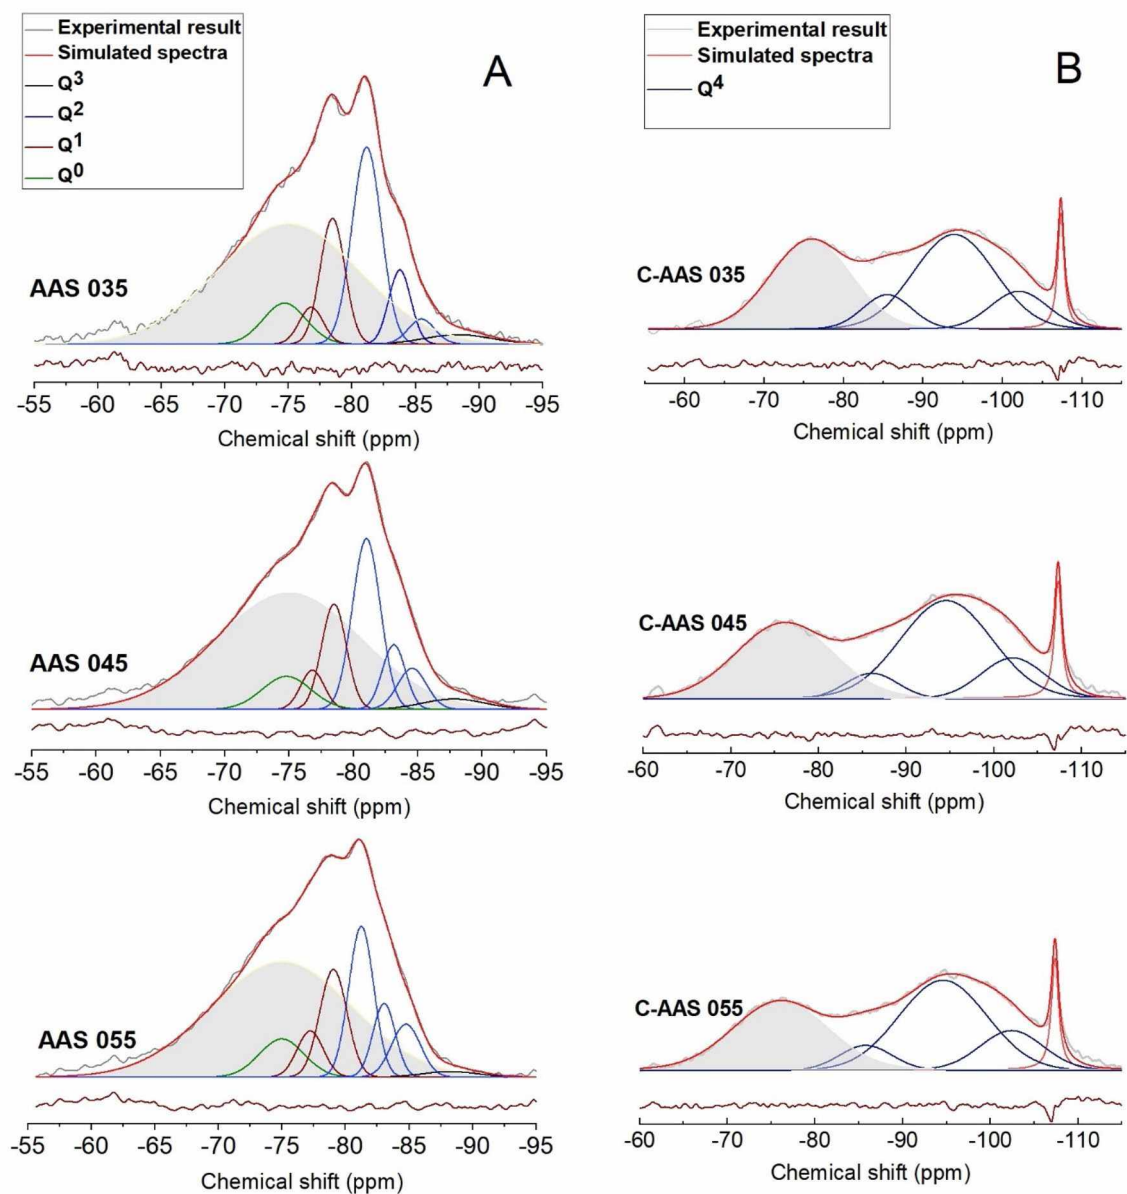 Experimental result
Simulated spectra
Q3
Q2
Q1
Q0
A
AAS 035
-55 -60 -65 -70 -75 -80 -85 -90 -95
Chemical shift (ppm)
AAS 045
-55 -60 -65 -70 -75 -80 -85 -90 -95
Chemical shift (ppm)
AAS 055
-55 -60 -65 -70 -75 -80 -85 -90 -95
Chemical shift (ppm)
Experimental result
Simulated spectra
Q4
B
C-AAS 035
-60 -70 -80 -90 -100 -110
Chemical shift (ppm)
C-AAS 045
-60 -70 -80 -90 -100 -110
Chemical shift (ppm)
C-AAS 055
-60 -70 -80 -90 -100 -110
Chemical shift (ppm)